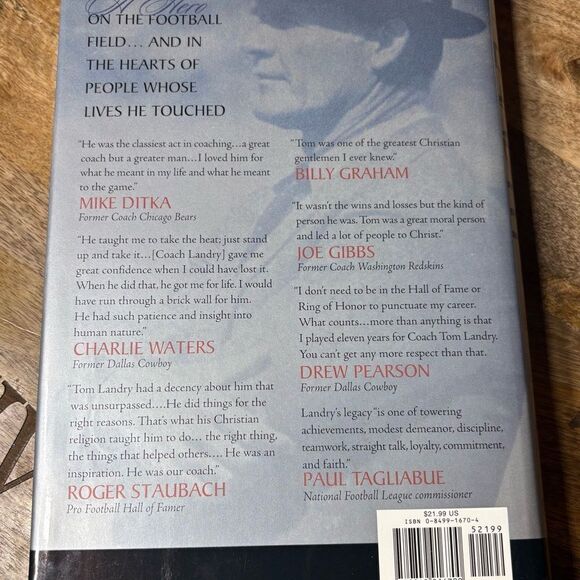 A Hero
ON THE FOOTBALL
FIELD... AND IN
THE HEARTS OF
PEOPLE WHOSE
LIVES HE TOUCHED
"He was the classiest act in coaching...a great
coach but a greater man...I loved him for
what he meant in my life and what he meant
to the game."
MIKE DITKA
Former Coach Chicago Bears
"He taught me to take the heat; just stand
up and take it...[Coach Landry] gave me
great confidence when I could have lost it.
When he did that, he got me for life. I would
have run through a brick wall for him.
He had such patience and insight into
human nature."
CHARLIE WATERS
Former Dallas Cowboy
"Tom Landry had a decency about him that
was unsurpassed....He did things for the
right reasons. That's what his Christian
religion taught him to do... the right thing,
the things that helped others.... He was an
inspiration. He was our coach."
ROGER STAUBACH
Pro Football Hall of Famer
"Tom was one of the greatest Christian
gentlemen I ever knew."
BILLY GRAHAM
"It wasn't the wins and losses but the kind of
person he was. Tom was a great moral person
and led a lot of people to Christ."
JOE GIBBS
Former Coach Washington Redskins
"I don't need to be in the Hall of Fame or
Ring of Honor to punctuate my career.
What counts...more than anything is that
I played eleven years for Coach Tom Landry.
You can't get any more respect than that.
DREW PEARSON
Former Dallas Cowboy
Landry's legacy "is one of towering
achievements, modest demeanor, discipline,
teamwork, straight talk, loyalty, commitment,
and faith."
PAUL TAGLIABUE
National Football League commissioner
$21.99 US
ISBN 0-8499-1670-4
52199